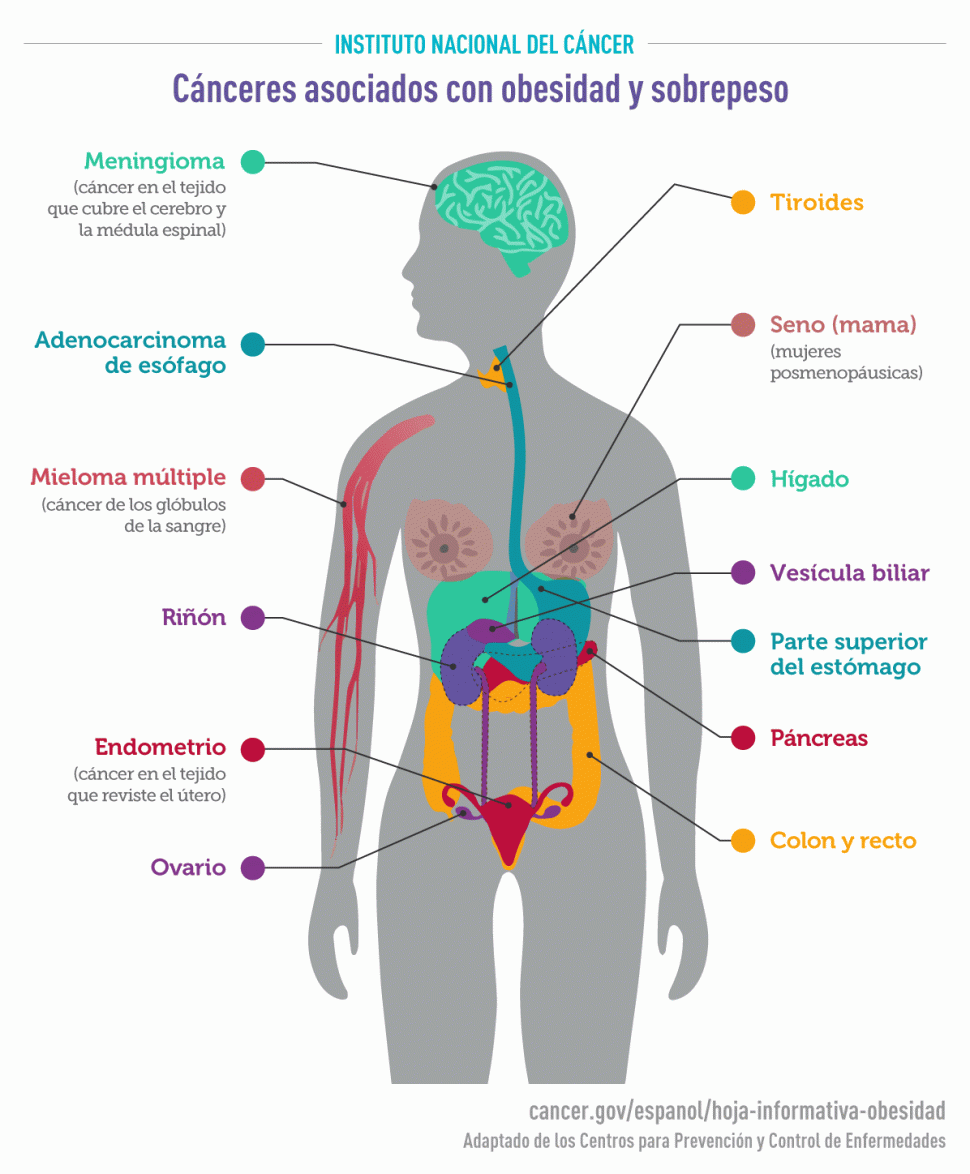 INSTITUTO NACIONAL DEL CÁNCER
Cánceres asociados con obesidad y sobrepeso
Meningioma
(cáncer en el tejido
que cubre el cerebro y
la médula espinal)
Adenocarcinoma
de esófago
Mieloma múltiple
(cáncer de los glóbulos
de la sangre)
Riñón
Endometrio
(cáncer en el tejido
que reviste el útero)
Ovario
Tiroides
Seno (mama)
(mujeres
posmenopáusicas)
Hígado
Vesícula biliar
Parte superior
del estómago
Páncreas
Colon y recto
cancer.gov/espanol/hoja-informativa-obesidad
Adaptado de los Centros para Prevención y Control de Enfermedades